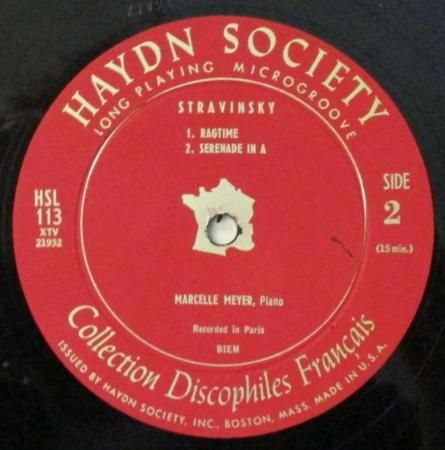 HAYDN SOCIETY
LONG PLAYING MICROGROOVE
STRAVINSKY
1. RAGTIME
2. SERENADE IN A
HSL
113
XTV
21932
SIDE
2
(15 min.)
MARCELLE MEYER, Piano
Recorded in Paris
BIEM
Collection Discophiles Français
ISSUED BY HAYDN SOCIETY, INC., BOSTON, MASS. MADE IN U.S.A.